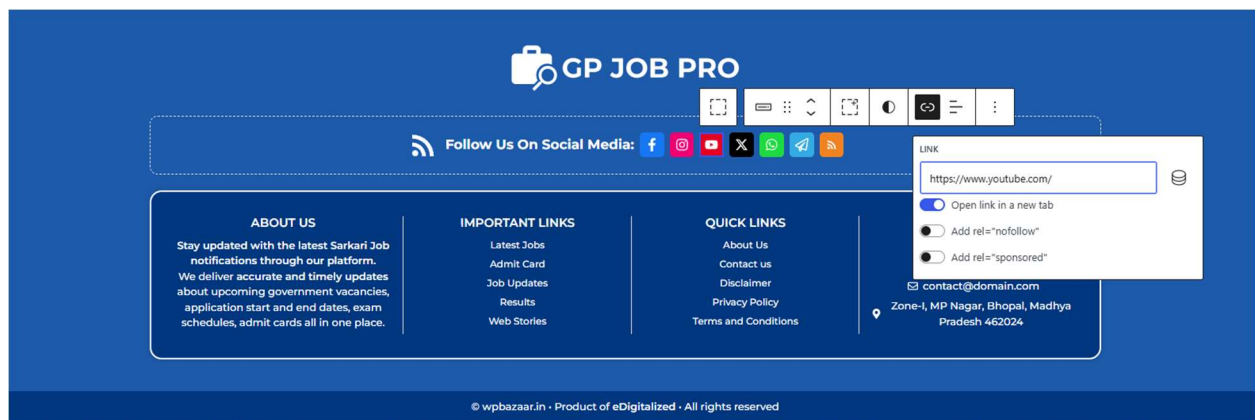 GP JOB PRO
Follow Us On Social Media:
LINK
https://www.youtube.com/
Open link in a new tab
Add rel="nofollow"
Add rel="sponsored"
ABOUT US
Stay updated with the latest Sarkari Job
notifications through our platform.
We deliver accurate and timely updates
about upcoming government vacancies,
application start and end dates, exam
schedules, admit cards all in one place.
IMPORTANT LINKS
Latest Jobs
Admit Card
Job Updates
Results
Web Stories
QUICK LINKS
About Us
Contact us
Disclaimer
Privacy Policy
Terms and Conditions
contact@domain.com
Zone-I, MP Nagar, Bhopal, Madhya
Pradesh 462024
© wpbazaar.in • Product of eDigitalized • All rights reserved